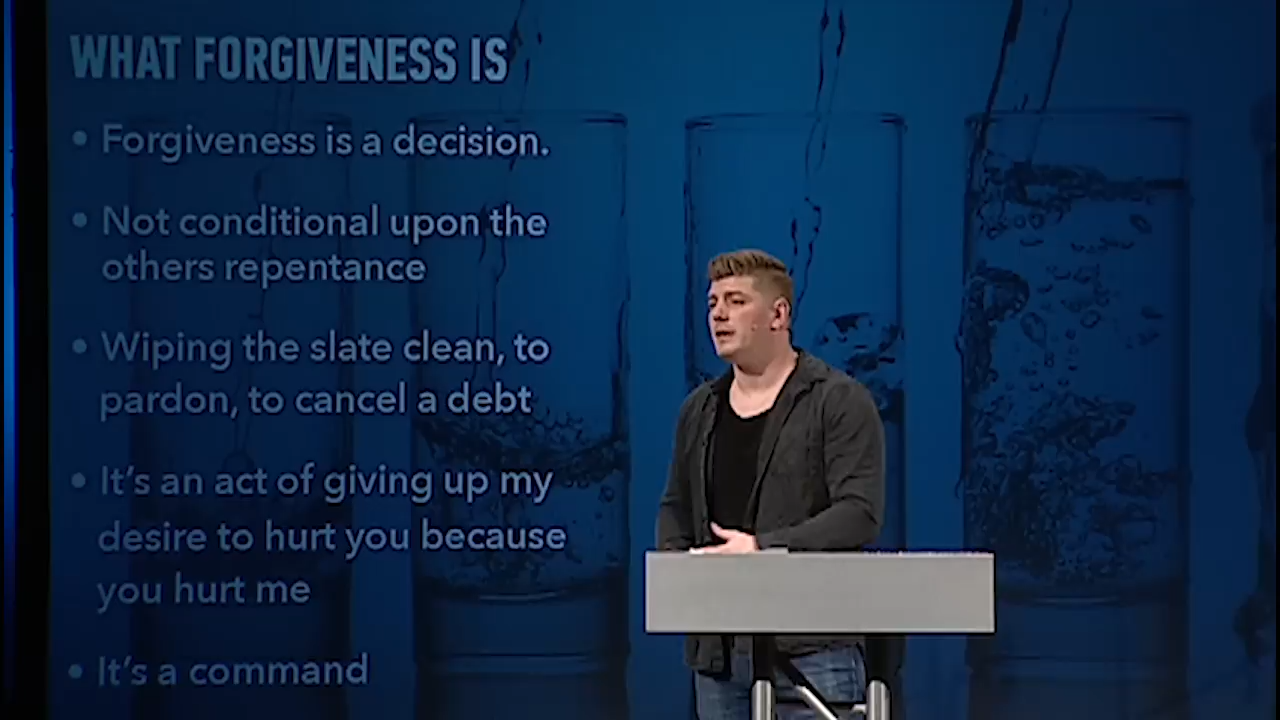 WHAT FORGIVENESS IS
• Forgiveness is a decision.
• Not conditional upon the
others repentance
• Wiping the slate clean, to
pardon, to cancel a debt
• It's an act of giving up my
desire to hurt you because
you hurt me
• It's a command